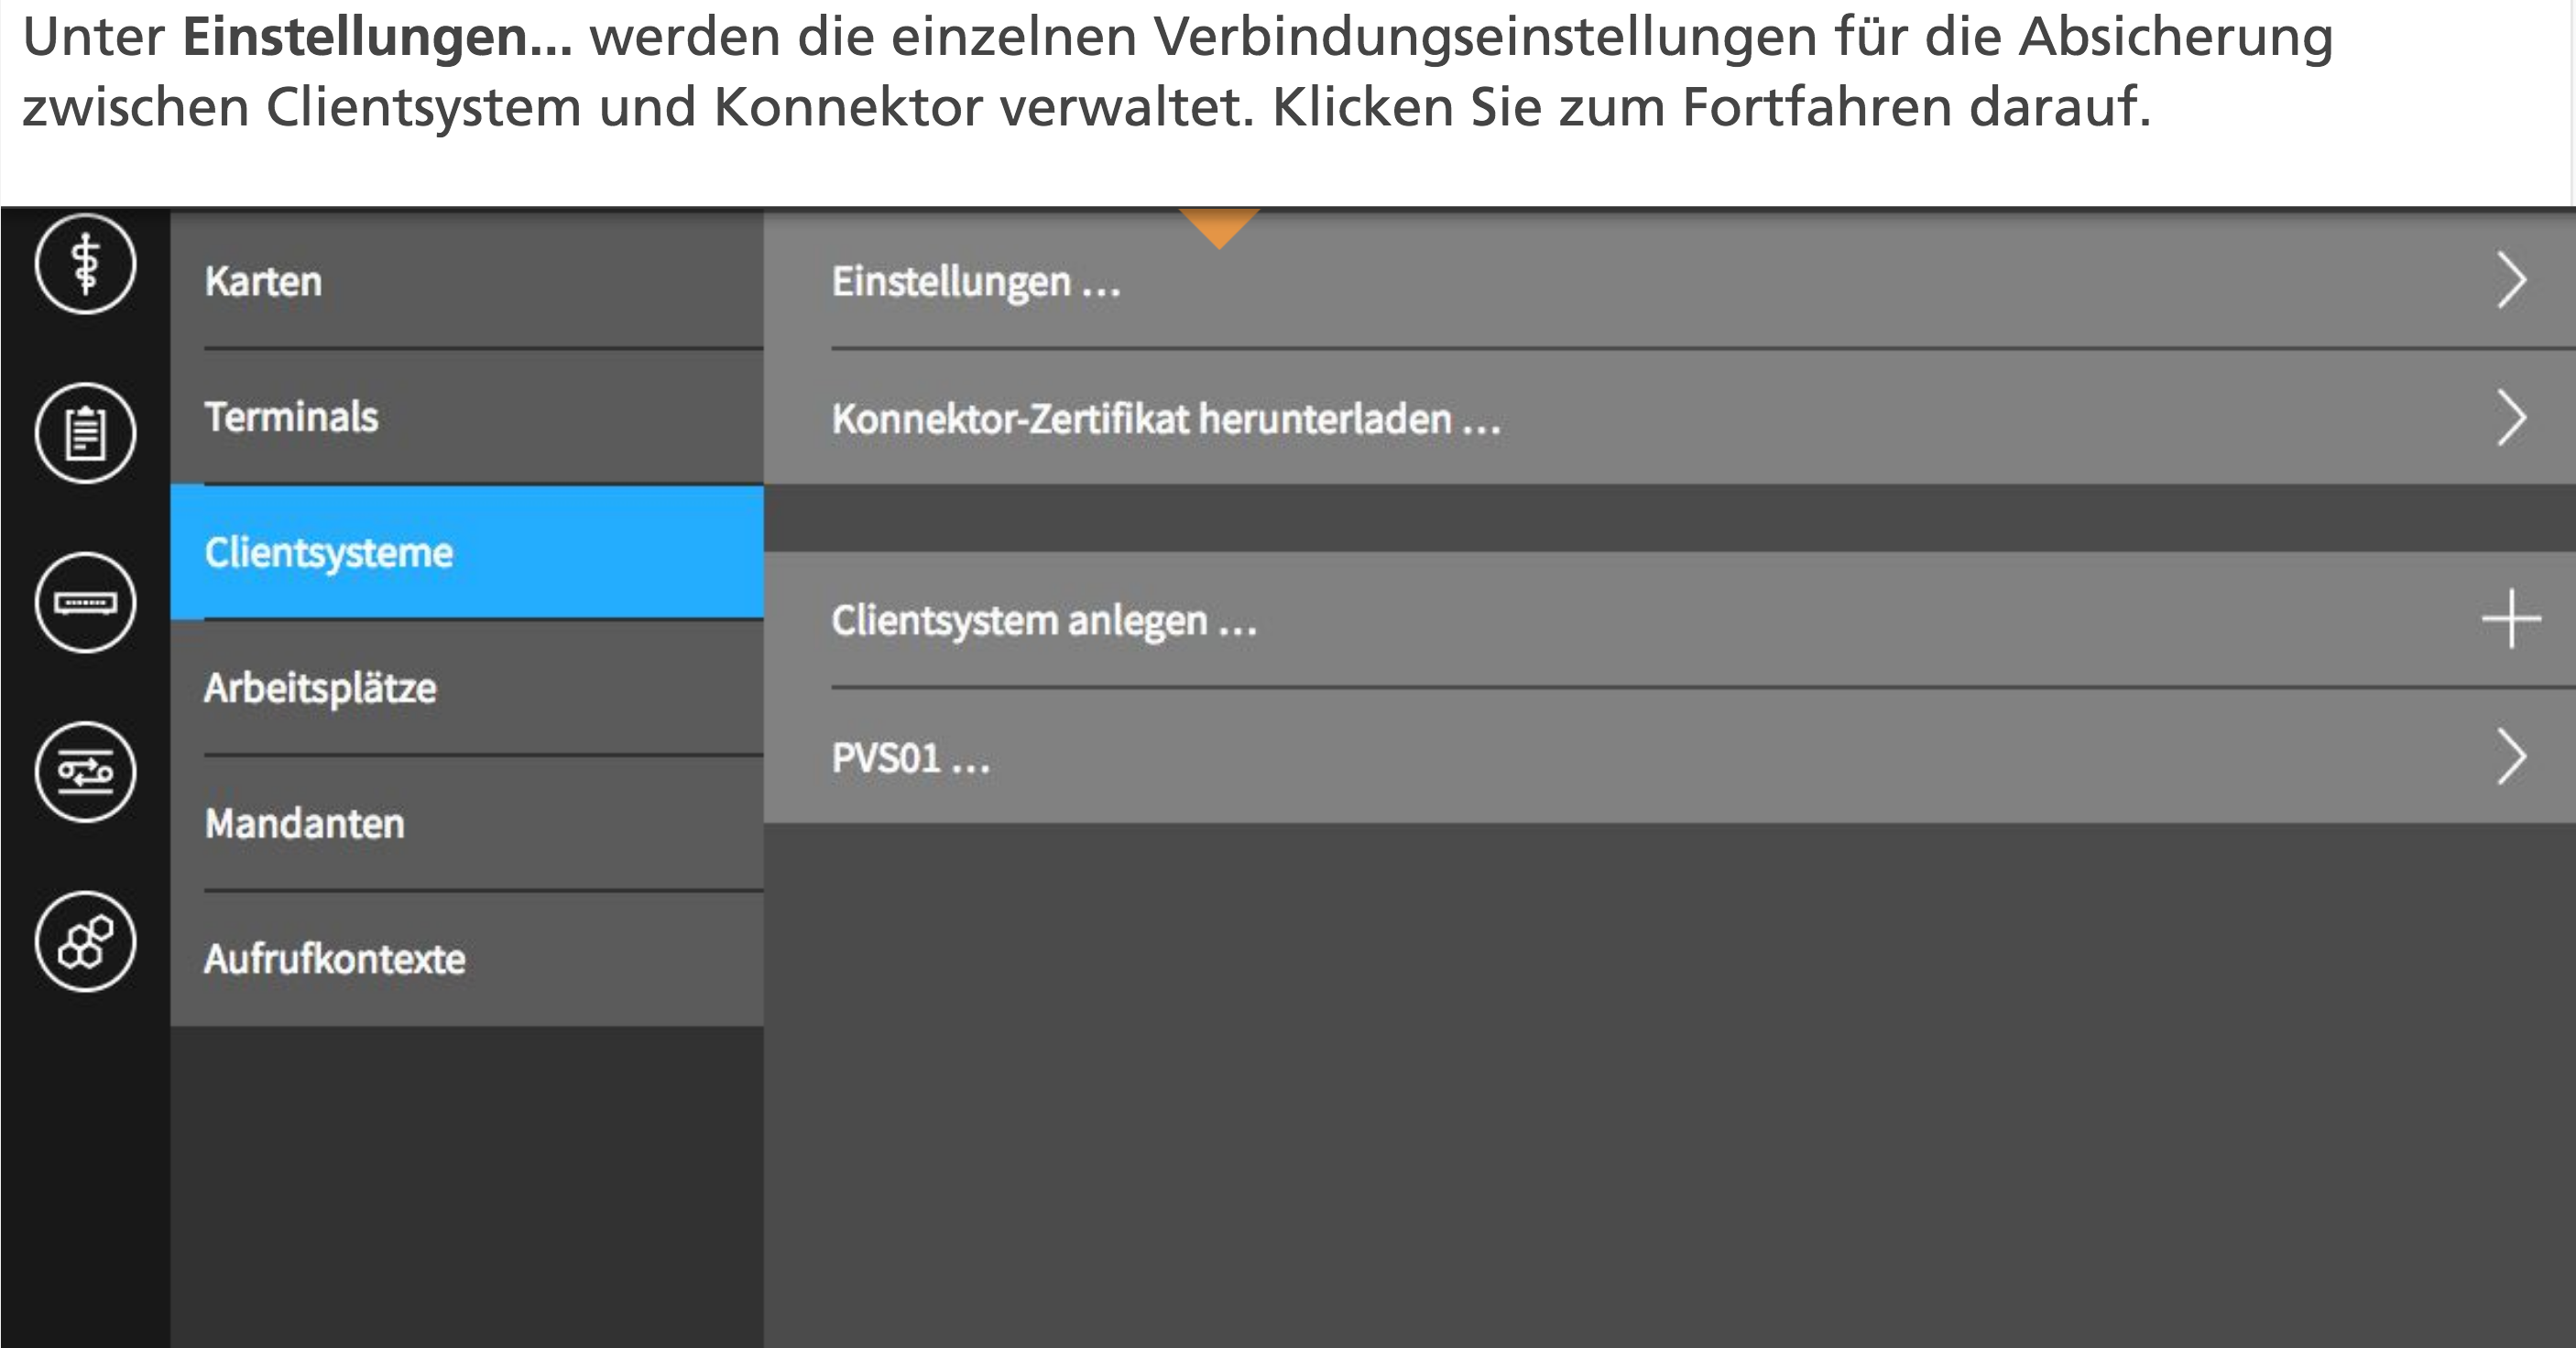 Unter Einstellungen... werden die einzelnen Verbindungseinstellungen für die Absicherung
zwischen Clientsystem und Konnektor verwaltet. Klicken Sie zum Fortfahren darauf.
Karten
Terminals
Clientsysteme
Arbeitsplätze
Mandanten
Aufrufkontexte
Einstellungen ...
Konnektor-Zertifikat herunterladen ...
Clientsystem anlegen ...
PVS01 ...